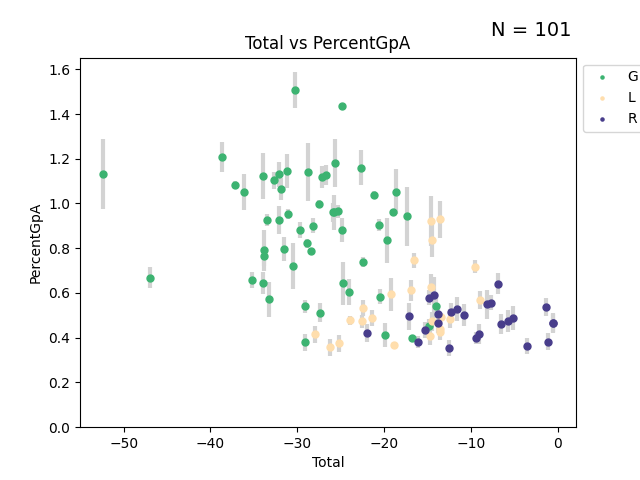 N = 101
Total vs PercentGpA
G
L
R
PercentGpA
1.6
1.4
1.2
1.0
0.8
0.6
0.4
0.2
0.0
−50 −40 −30 −20 −10 0
Total